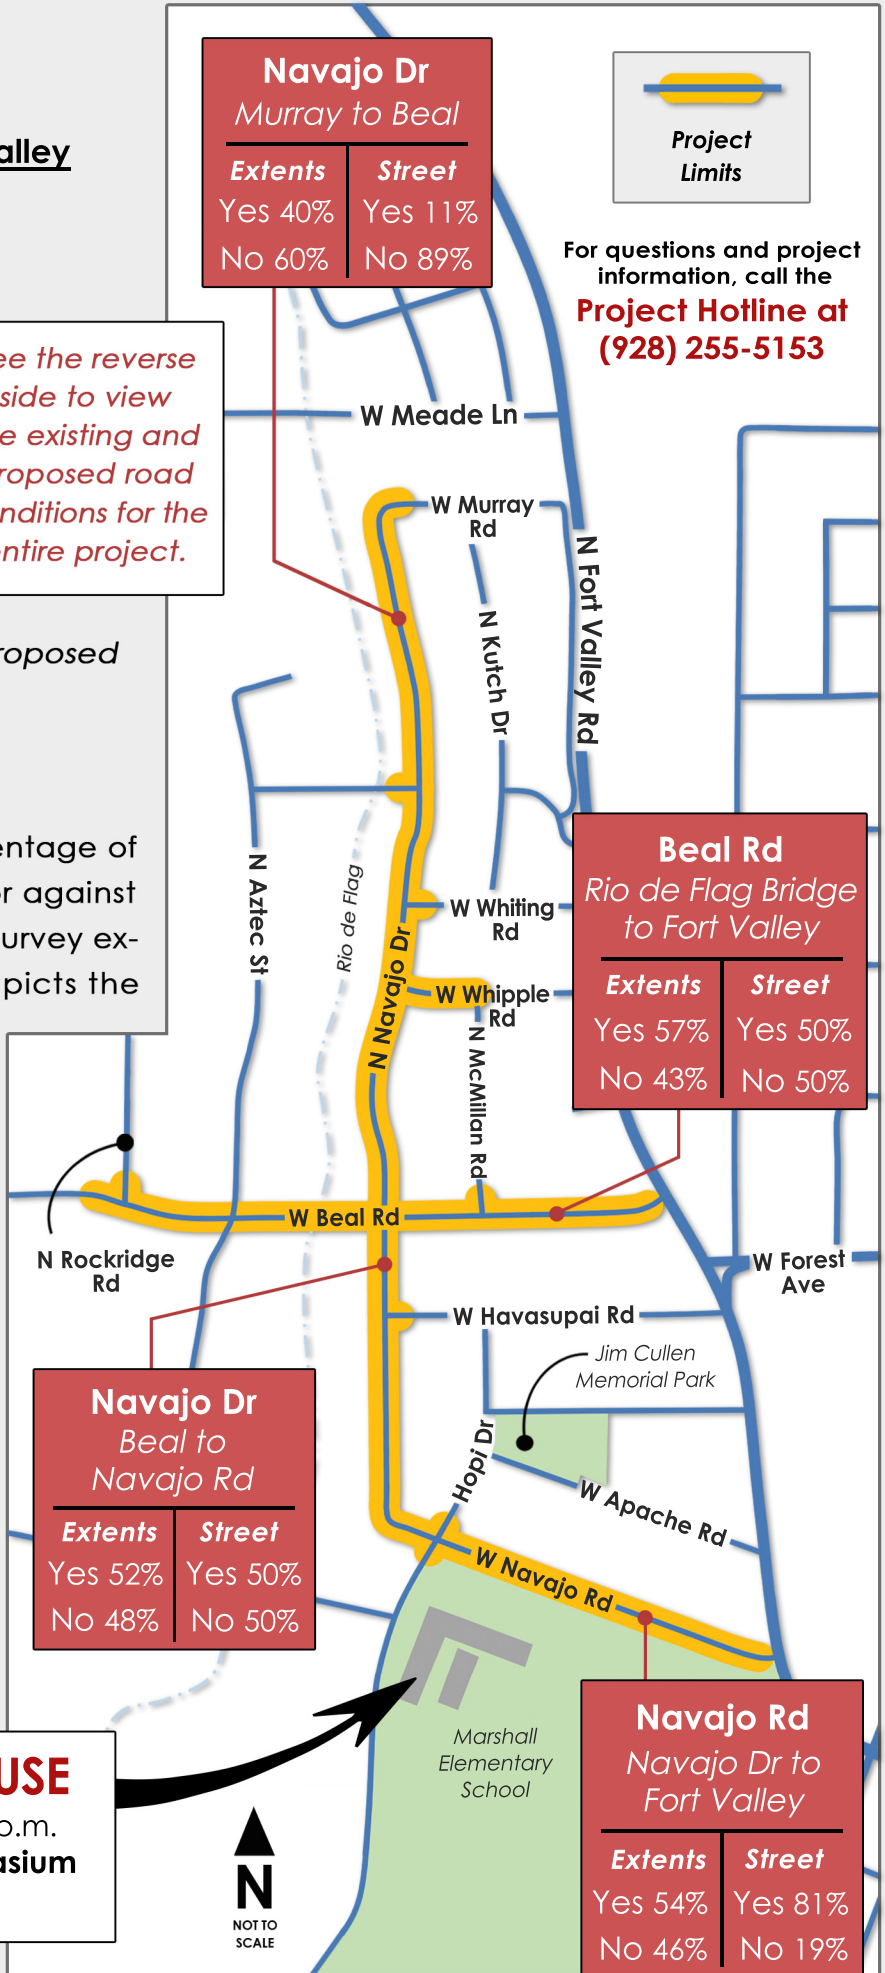 alley
ee the reverse
side to view
e existing and
roposed road
nditions for the
ntire project.
roposed
entage of
or against
urvey ex-
picts the
USE
p.m.
asium
Navajo Dr
Murray to Beal
Extents Street
Yes 40% Yes 11%
No 60% No 89%
Project
Limits
For questions and project
information, call the
Project Hotline at
(928) 255-5153
W Meade Ln
W Murray
Rd
N Fort Valley Rd
N Kutch Dr
N Aztec St
Rio de Flag
W Whiting
Rd
N Navajo Dr
W Whipple
Rd
N McMillan Rd
Beal Rd
Rio de Flag Bridge
to Fort Valley
Extents Street
Yes 57% Yes 50%
No 43% No 50%
W Beal Rd
N Rockridge
Rd
W Forest
Ave
W Havasupai Rd
Jim Cullen
Memorial Park
Hopi Dr
W Apache Rd
Navajo Dr
Beal to
Navajo Rd
Extents Street
Yes 52% Yes 50%
No 48% No 50%
W Navajo Rd
Marshall
Elementary
School
Navajo Rd
Navajo Dr to
Fort Valley
Extents Street
Yes 54% Yes 81%
No 46% No 19%
N
NOT TO
SCALE